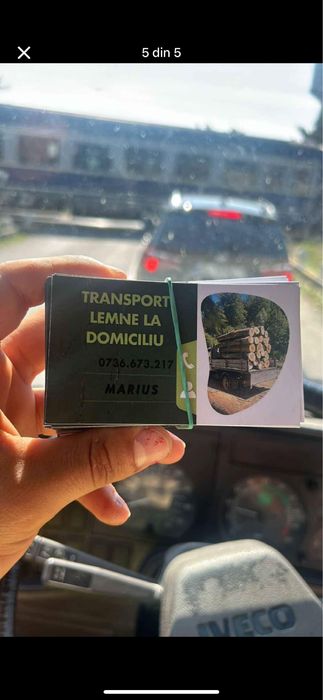 5 din 5
TRANSPORT
LEMNE LA
DOMICILIU
0736.673.217
MARIUS
IVECO